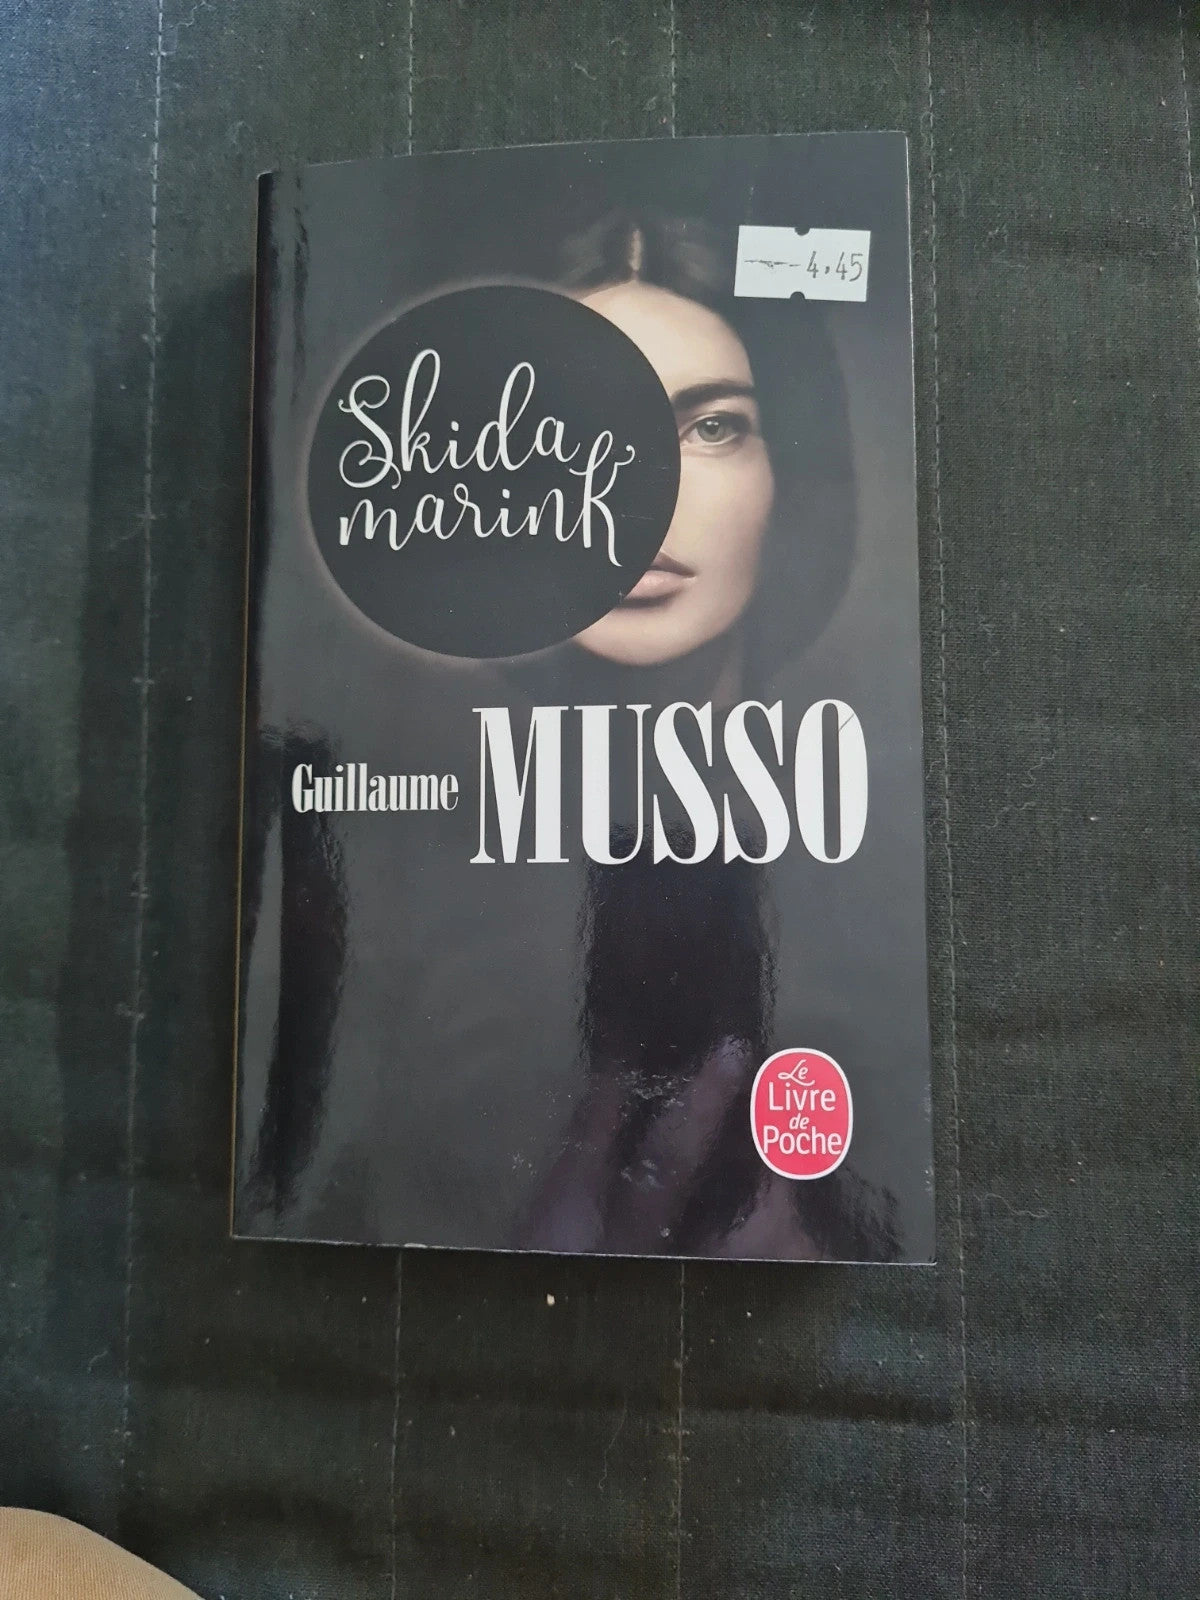 4.45
Skida
marink
Guillaume MUSSO
Le
Livre
de
Poche